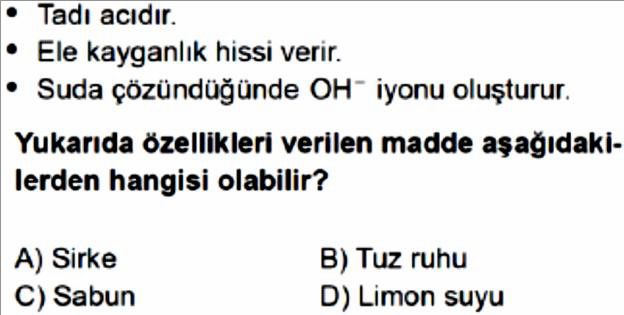 • Tadı acıdır.
• Ele kayganlık hissi verir.
• Suda çözündüğünde OH⁻ iyonu oluşturur.
Yukarıda özellikleri verilen madde aşağıdaki-
lerden hangisi olabilir?
A) Sirke B) Tuz ruhu
C) Sabun D) Limon suyu